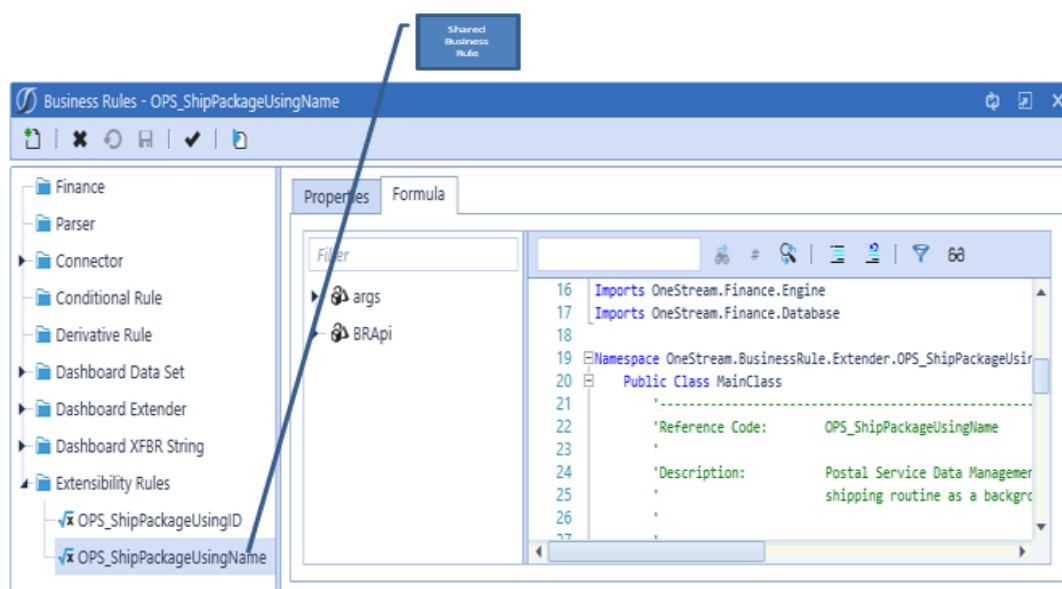 Shared
Business
Rule
Business Rules - OPS_ShipPackageUsingName
Finance
Parser
Connector
Conditional Rule
Derivative Rule
Dashboard Data Set
Dashboard Extender
Dashboard XFBR String
Extensibility Rules
OPS_ShipPackageUsingID
OPS_ShipPackageUsingName
Properties
Formula
Filter
args
BRApi
16 Imports OneStream.Finance.Engine
17 Imports OneStream.Finance.Database
18
19 Namespace OneStream.BusinessRule.Extender.OPS_ShipPackageUsin
20 Public Class MainClass
21 '----------------------------------------------------
22 'Reference Code: OPS_ShipPackageUsingName
23 '
24 'Description: Postal Service Data Managemen
25 ' shipping routine as a backgro
26 '
27 '